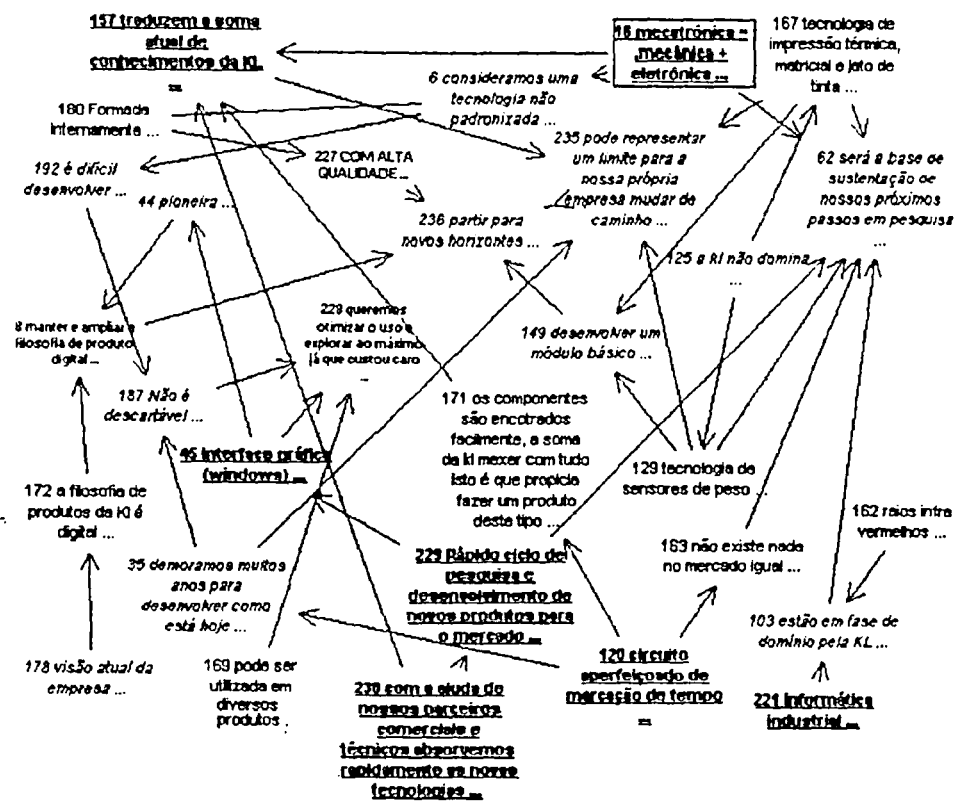 157 traduzem a soma
atual de
conhecimentos da KL
...
16 mecatrônica =
mecânica +
eletrônica ...
167 tecnologia de
impressão térmica,
matricial e jato de
tinta ...
6 consideramos uma
tecnologia não
padronizada ...
180 Formada
Internamente ...
192 é difícil
desenvolver ...
227 COM ALTA
QUALIDADE...
235 pode representar
um limite para a
nossa própria
empresa mudar de
caminho ...
62 será a base de
sustentação de
nossos próximos
passos em pesquisa
...
44 pioneira ...
236 partir para
novos horizontes ...
125 a kl não domina
...
8 manter e ampliar a
filosofia de produto
digital ...
228 queremos
otimizar o uso e
explorar ao máximo
já que custou caro
...
149 desenvolver um
módulo básico ...
187 Não é
descartável ...
171 os componentes
são encotrados
facilmente, a soma
da kl mexer com tudo
isto é que propicia
fazer um produto
deste tipo ...
45 interface gráfica
(windows) ...
129 tecnologia de
sensores de peso ...
172 a filosofia de
produtos da Kl é
digital ...
162 raios infra
vermelhos ...
35 demoramos muitos
anos para
desenvolver como
está hoje ...
229 Rápido ciclo de
pesquisa e
desenvolvimento de
novos produtos para
o mercado ...
163 não existe nada
no mercado igual ...
103 estão em fase de
domínio pela KL ...
178 visão atual da
empresa ...
169 pode ser
utilizada em
diversos
produtos .
230 com a ajuda de
nossos parceiros
comerciais e
técnicos absorvemos
rapidamente as novas
tecnologias ...
120 circuito
aperfeiçoado de
marcação de tempo
...
221 Informática
industrial ...